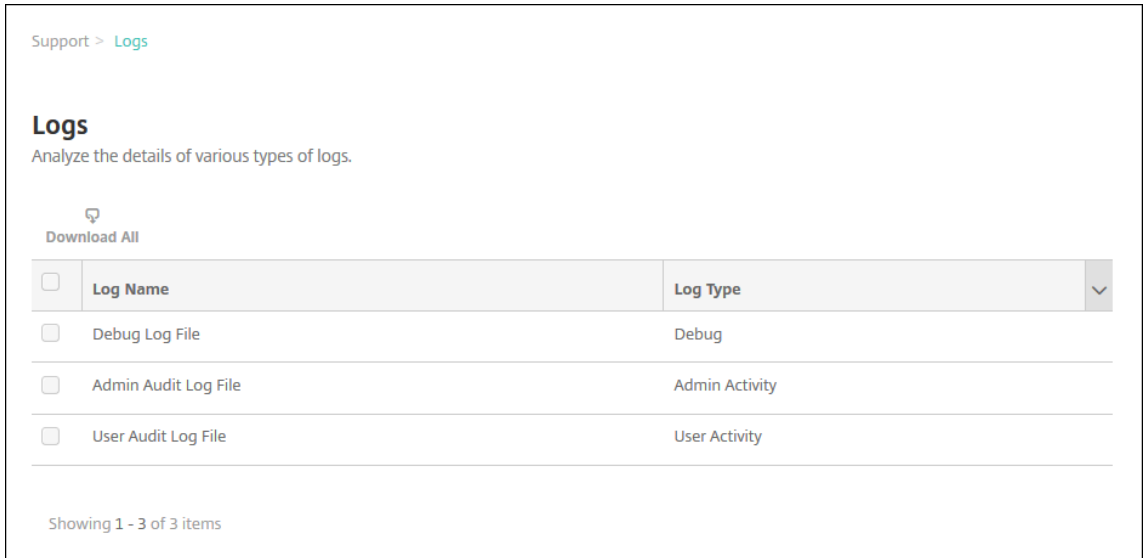 Support > Logs
Logs
Analyze the details of various types of logs.
Download All
Log Name Log Type
Debug Log File Debug
Admin Audit Log File Admin Activity
User Audit Log File User Activity
Showing 1 - 3 of 3 items